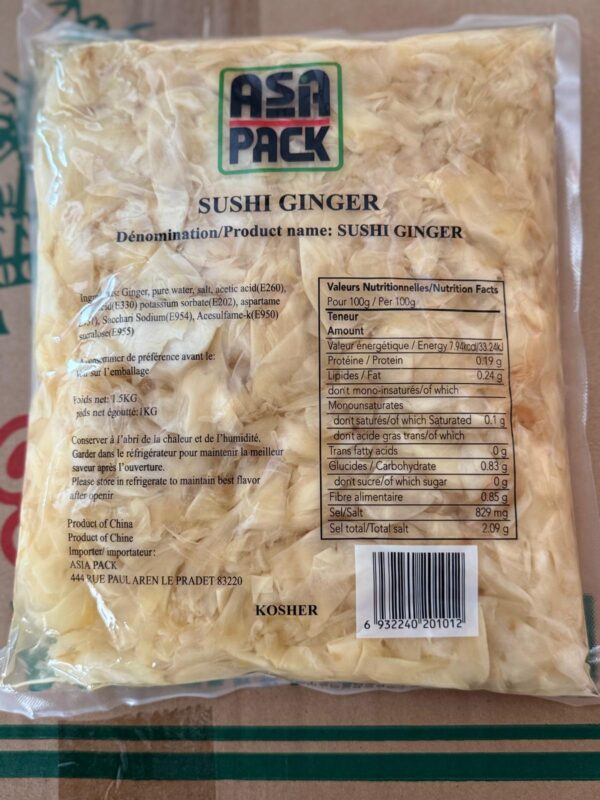 ASA
PACK
SUSHI GINGER
Dénomination/Product name: SUSHI GINGER
Ginger, pure water, salt, acetic acid(E260),
acid(E330) potassium sorbate(E202), aspartame
Sacchari Sodium(E954), Acesulfame-k(E950)
sucralose(E955)
A consommer de préférence avant le:
sur l'emballage
Poids net: 1.5KG
poids net égoutté:1KG
Conserver à l'abri de la chaleur et de l'humidité,
Garder dans le réfrigérateur pour maintenir la meilleur
saveur après l'ouverture.
Please store in refrigerate to maintain best flavor
after openir
Product of China
Product of Chine
Importer/ importateur:
ASIA PACK
444 RUE PAUL AREN LE PRADET 83220
KOSHER
Valeurs Nutritionnelles/Nutrition Facts
Pour 100g / Per 100g
Teneur
Amount
Valeur énergétique / Energy 7.94kcal/33.24kJ
Protéine / Protein 0.19 g
Lipides / Fat 0.24 g
dont mono-insaturés/of which
Monounsaturates
dont saturés/of which Saturated 0.1 g
dont acide gras trans/of which
Trans fatty acids 0 g
Glucides / Carbohydrate 0.83 g
dont sucre/of which sugar 0 g
Fibre alimentaire 0.85 g
Sel/Salt 829 mg
Sel total/Total salt 2.09 g
6 932240 201012